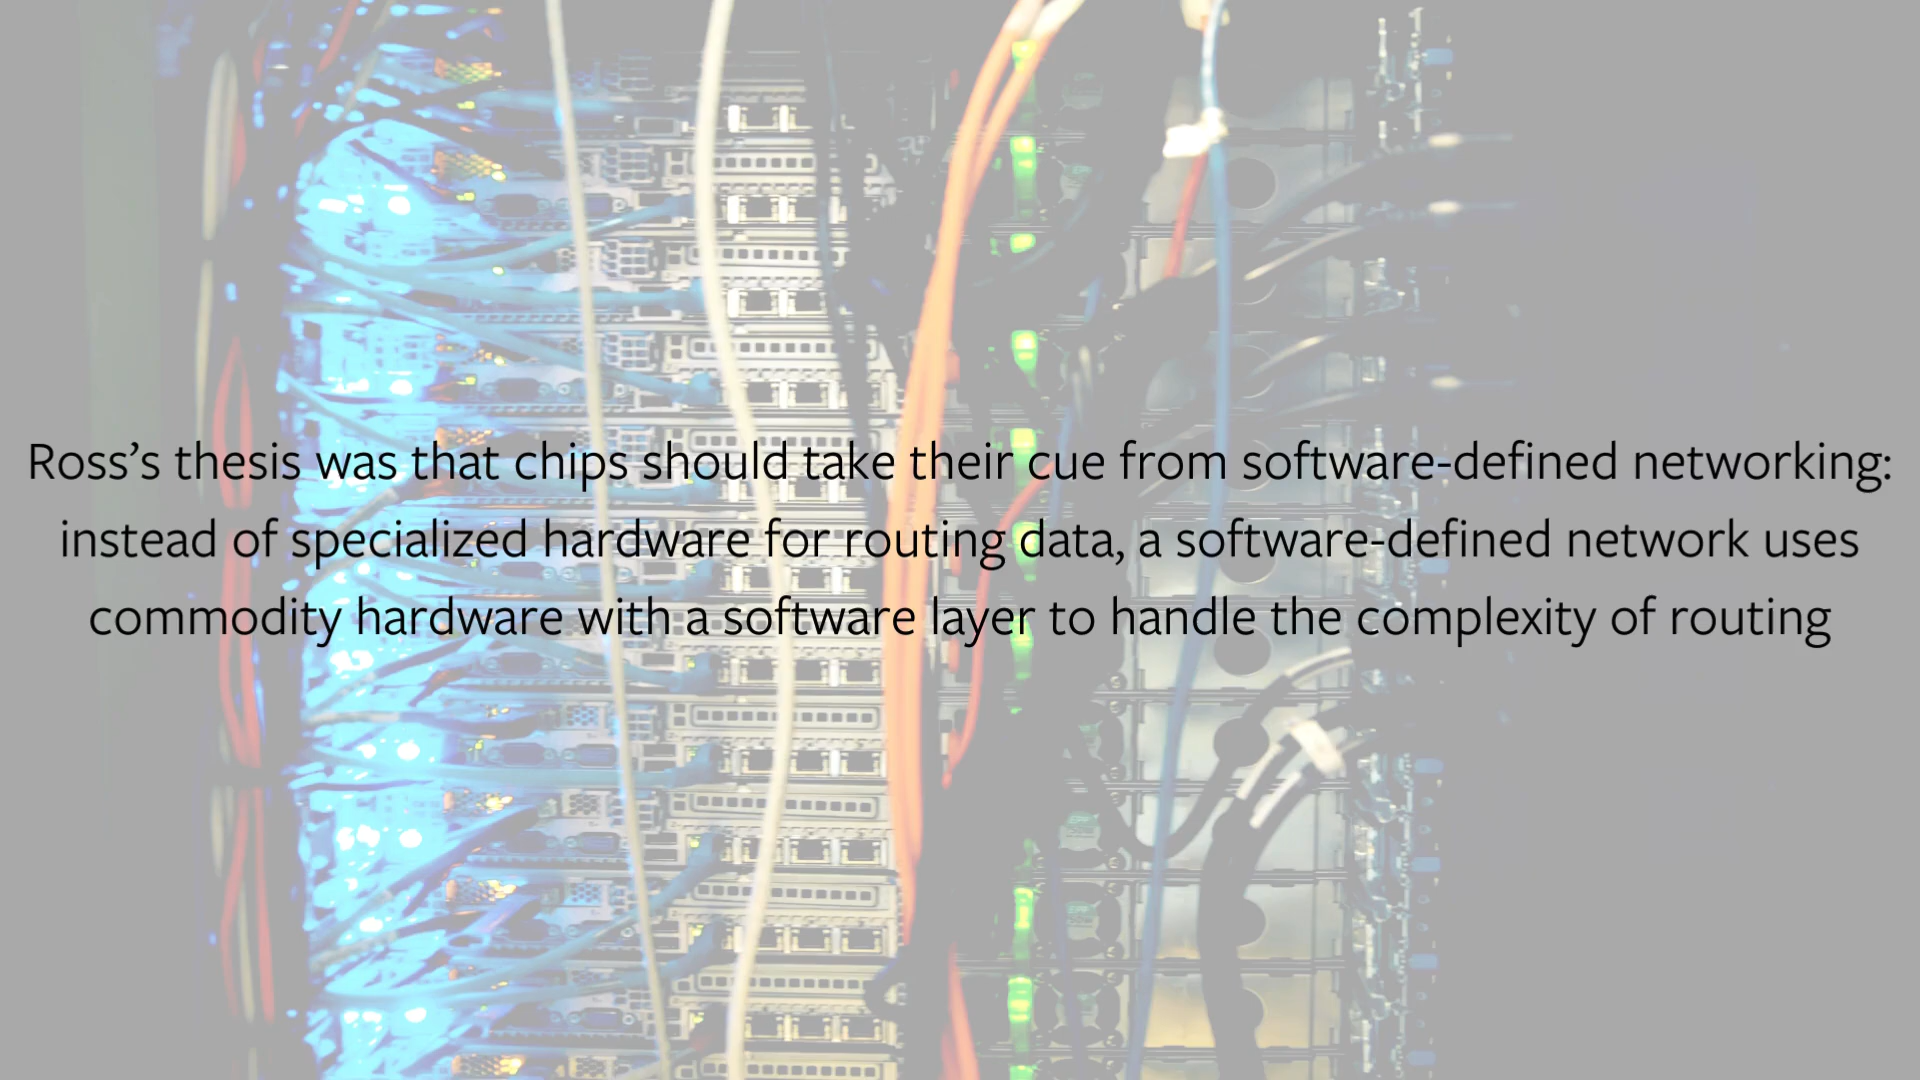 Ross’s thesis was that chips should take their cue from software-defined networking:
instead of specialized hardware for routing data, a software-defined network uses
commodity hardware with a software layer to handle the complexity of routing